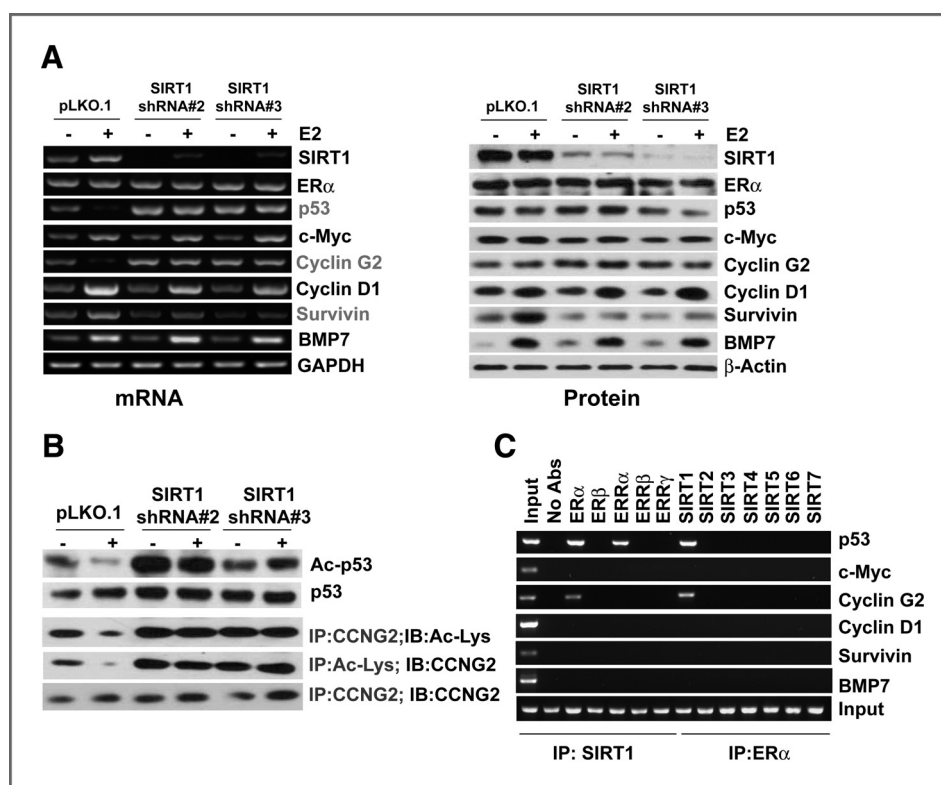 A
pLKO.1
SIRT1
shRNA#2
SIRT1
shRNA#3
- + - + - + E2
SIRT1
ERα
p53
c-Myc
Cyclin G2
Cyclin D1
Survivin
BMP7
GAPDH
mRNA
pLKO.1
SIRT1
shRNA#2
SIRT1
shRNA#3
- + - + - + E2
SIRT1
ERα
p53
c-Myc
Cyclin G2
Cyclin D1
Survivin
BMP7
β-Actin
Protein
B
pLKO.1
SIRT1
shRNA#2
SIRT1
shRNA#3
- + - + - +
Ac-p53
p53
IP:CCNG2;IB:Ac-Lys
IP:Ac-Lys; IB:CCNG2
IP:CCNG2; IB:CCNG2
C
Input
No Abs
ERα
ERβ
ERRα
ERRβ
ERRγ
SIRT1
SIRT2
SIRT3
SIRT4
SIRT5
SIRT6
SIRT7
p53
c-Myc
Cyclin G2
Cyclin D1
Survivin
BMP7
Input
IP: SIRT1
IP:ERα